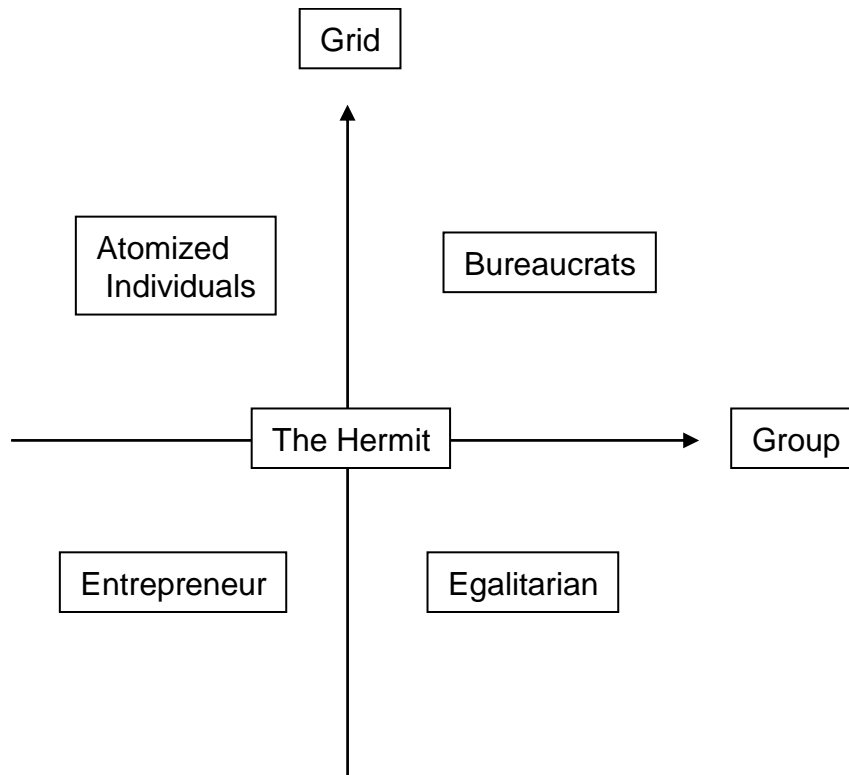 Grid
Atomized
Individuals
Bureaucrats
The Hermit
Group
Entrepreneur
Egalitarian